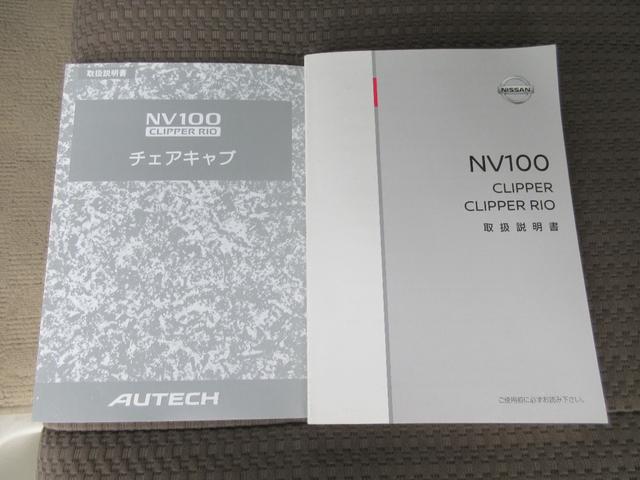 取扱説明書
NV100
CLIPPER RIO
チェアキャブ
AUTECH
NISSAN
NV100
CLIPPER
CLIPPER RIO
取扱説明書
ご使用前に必ずお読み下さい。